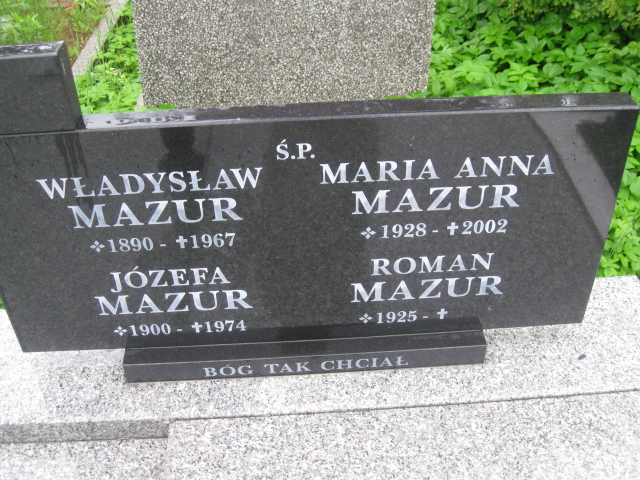 Ś.P.
WŁADYSŁAW
MAZUR
❖1890 - ✝1967
JÓZEFA
MAZUR
❖1900 - ✝1974
MARIA ANNA
MAZUR
❖1928 - ✝2002
ROMAN
MAZUR
❖1925 - ✝
BÓG TAK CHCIAŁ